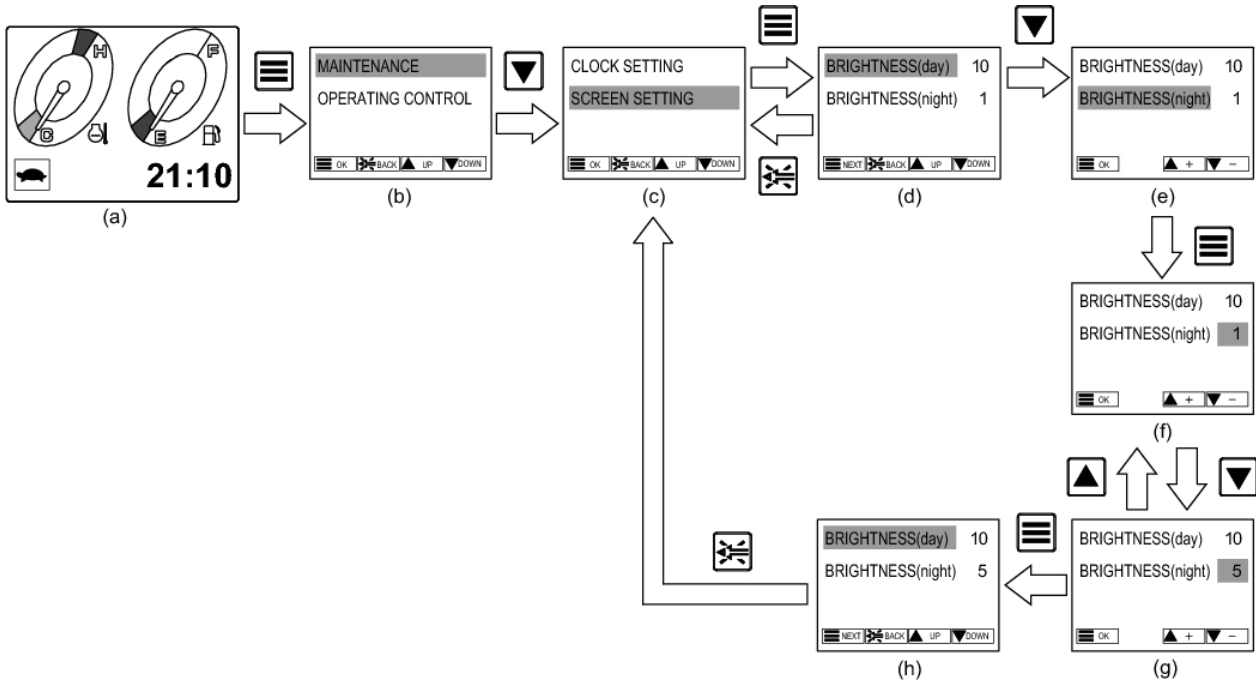 H
F
C
E
21:10
(a)
MAINTENANCE
OPERATING CONTROL
OK BACK UP DOWN
(b)
CLOCK SETTING
SCREEN SETTING
OK BACK UP DOWN
(c)
BRIGHTNESS(day) 10
BRIGHTNESS(night) 1
NEXT BACK UP DOWN
(d)
BRIGHTNESS(day) 10
BRIGHTNESS(night) 1
OK + −
(e)
BRIGHTNESS(day) 10
BRIGHTNESS(night) 1
OK + −
(f)
BRIGHTNESS(day) 10
BRIGHTNESS(night) 5
NEXT BACK UP DOWN
(h)
BRIGHTNESS(day) 10
BRIGHTNESS(night) 5
OK + −
(g)